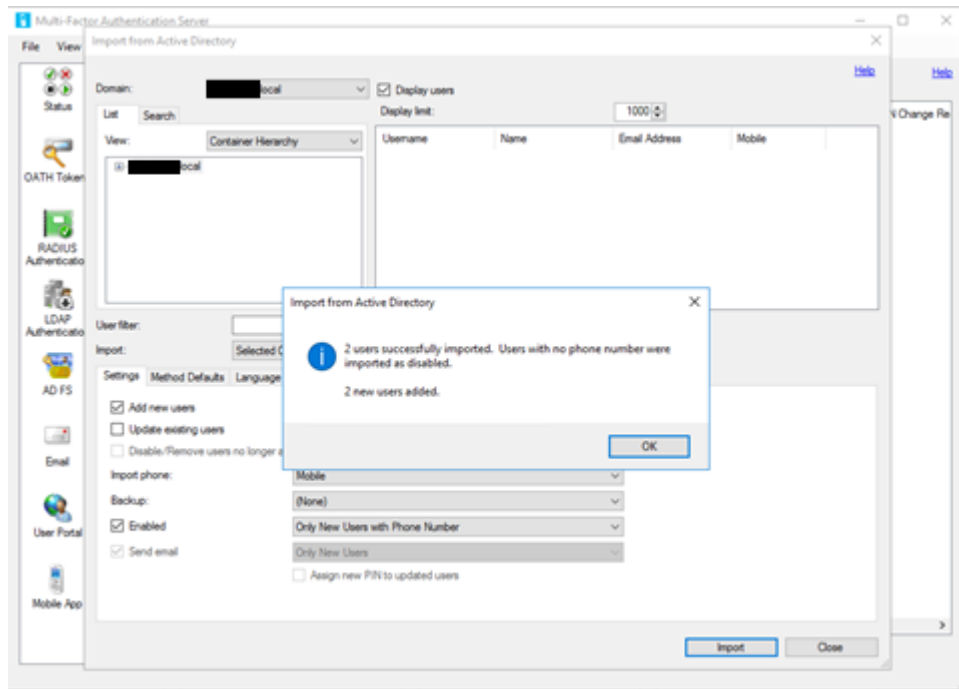 Multi-Factor Authentication Server
File View
Import from Active Directory
Help
Help
Domain: local
Display users
List Search
Display limit: 1000
View: Container Hierarchy
Username Name Email Address Mobile
local
Status
OATH Token
RADIUS
Authenticatio
LDAP
Authenticatio
AD FS
Email
User Portal
Mobile App
N Change Re
User filter:
Import: Selected
Settings Method Defaults Language
Add new users
Update existing users
Disable/Remove users no longer
Import phone: Mobile
Backup: (None)
Enabled Only New Users with Phone Number
Send email Only New Users
Assign new PIN to updated users
Import Close
Import from Active Directory
2 users successfully imported. Users with no phone number were
imported as disabled.
2 new users added.
OK